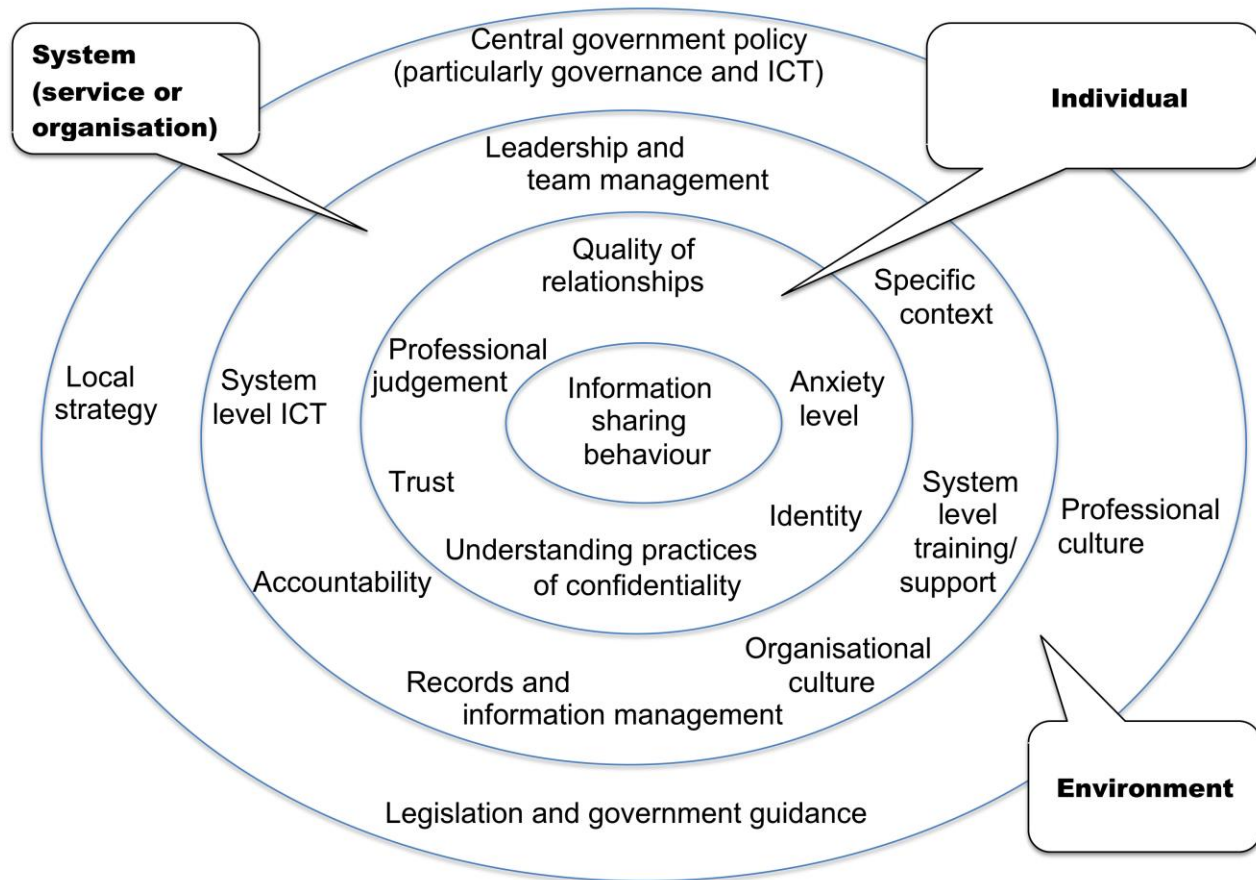 System
(service or
organisation)
Central government policy
(particularly governance and ICT)
Individual
Leadership and
team management
Quality of
relationships
Specific
context
Local
strategy
System
level ICT
Professional
judgement
Information
sharing
behaviour
Anxiety
level
Trust
Identity
System
level
training/
support
Professional
culture
Understanding practices
of confidentiality
Accountability
Organisational
culture
Records and
information management
Environment
Legislation and government guidance